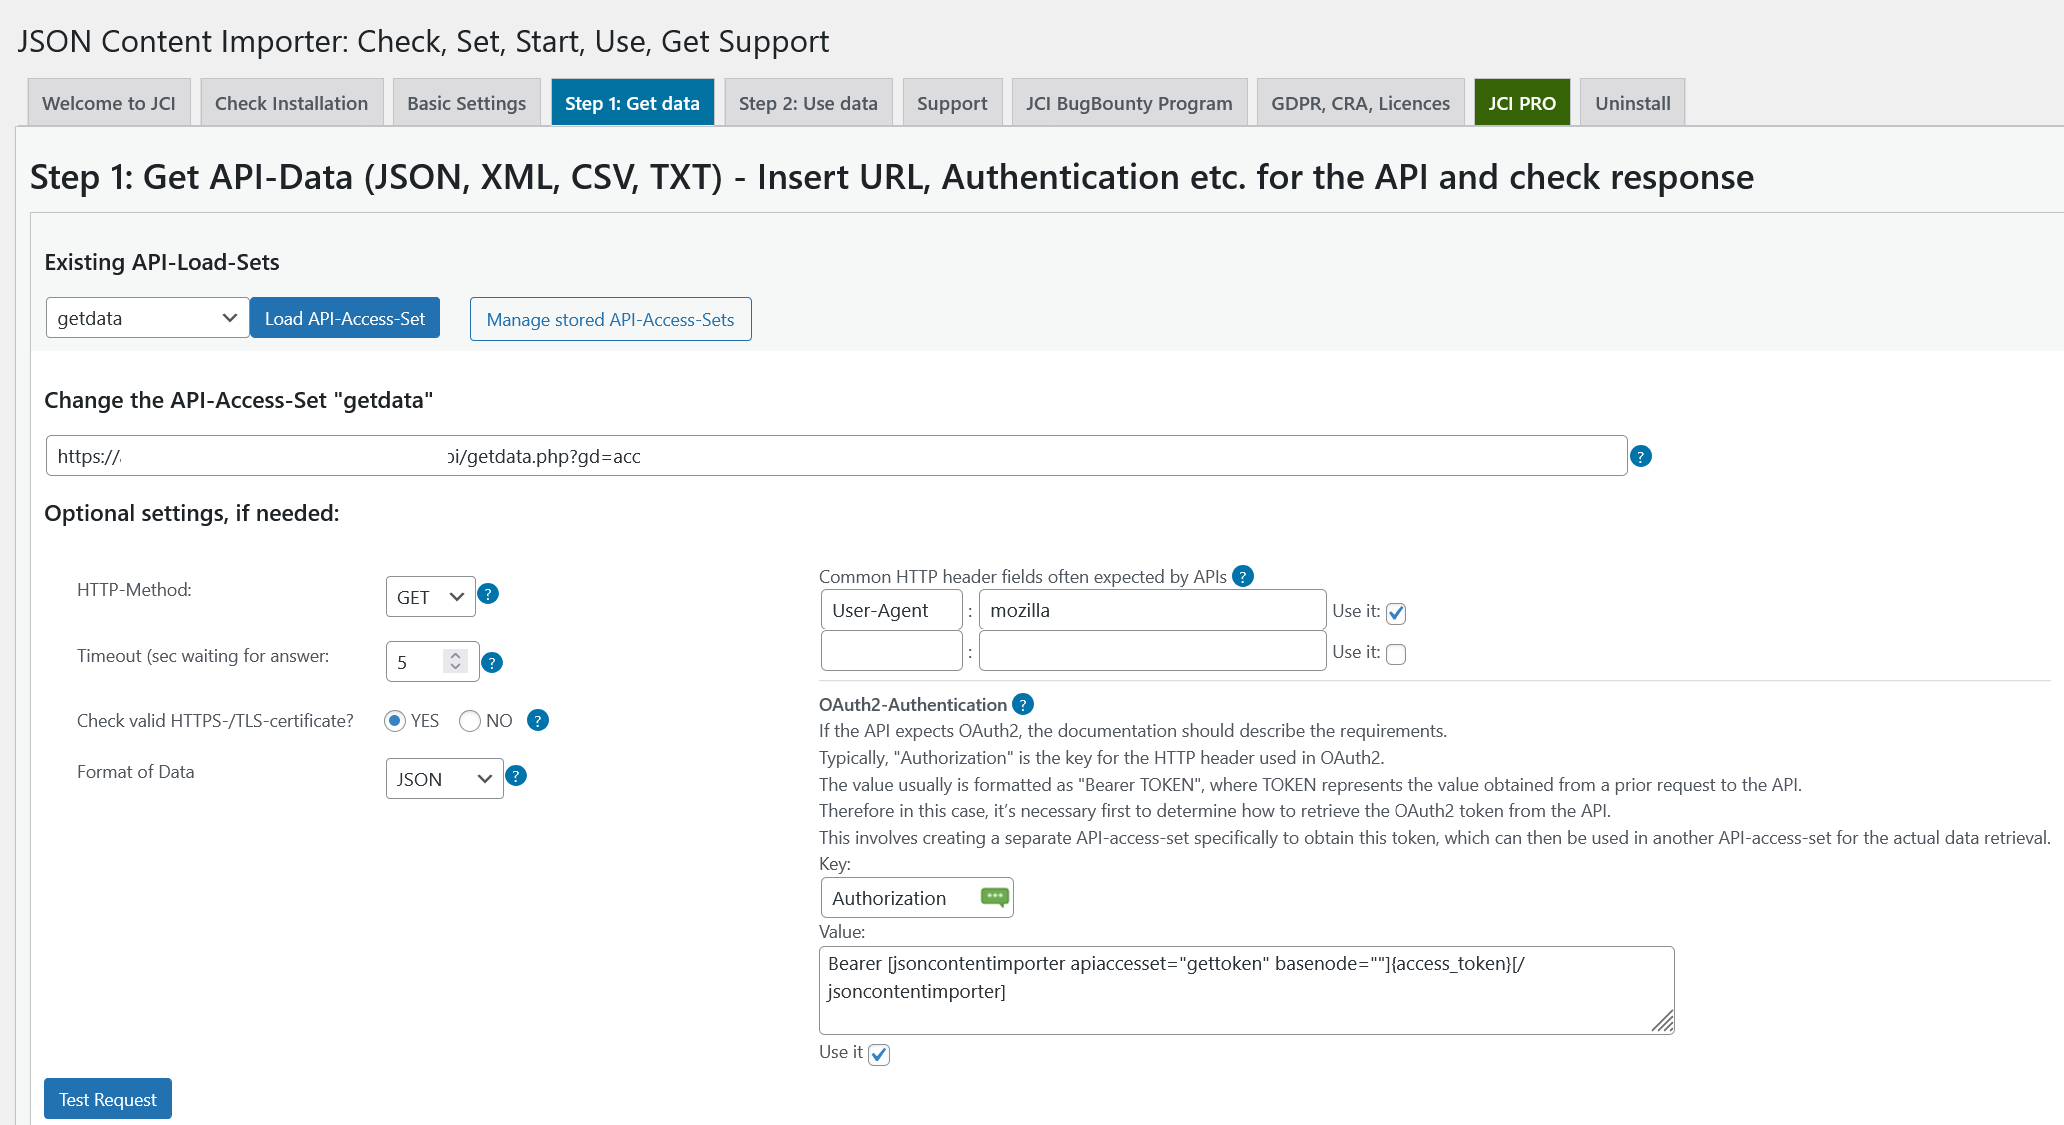 JSON Content Importer: Check, Set, Start, Use, Get Support
Welcome to JCI
Check Installation
Basic Settings
Step 1: Get data
Step 2: Use data
Support
JCI BugBounty Program
GDPR, CRA, Licences
JCI PRO
Uninstall
Step 1: Get API-Data (JSON, XML, CSV, TXT) - Insert URL, Authentication etc. for the API and check response
Existing API-Load-Sets
getdata
Load API-Access-Set
Manage stored API-Access-Sets
Change the API-Access-Set "getdata"
https:// /getdata.php?gd=acc
?
Optional settings, if needed:
HTTP-Method:
GET
?
Timeout (sec waiting for answer:
5
?
Check valid HTTPS-/TLS-certificate?
YES
NO
?
Format of Data
JSON
?
Common HTTP header fields often expected by APIs ?
User-Agent : mozilla Use it:
: Use it:
OAuth2-Authentication ?
If the API expects OAuth2, the documentation should describe the requirements.
Typically, "Authorization" is the key for the HTTP header used in OAuth2.
The value usually is formatted as "Bearer TOKEN", where TOKEN represents the value obtained from a prior request to the API.
Therefore in this case, it's necessary first to determine how to retrieve the OAuth2 token from the API.
This involves creating a separate API-access-set specifically to obtain this token, which can then be used in another API-access-set for the actual data retrieval.
Key:
Authorization
Value:
Bearer [jsoncontentimporter apiaccesset="gettoken" basenode=""]{access_token}[/
jsoncontentimporter]
Use it
Test Request